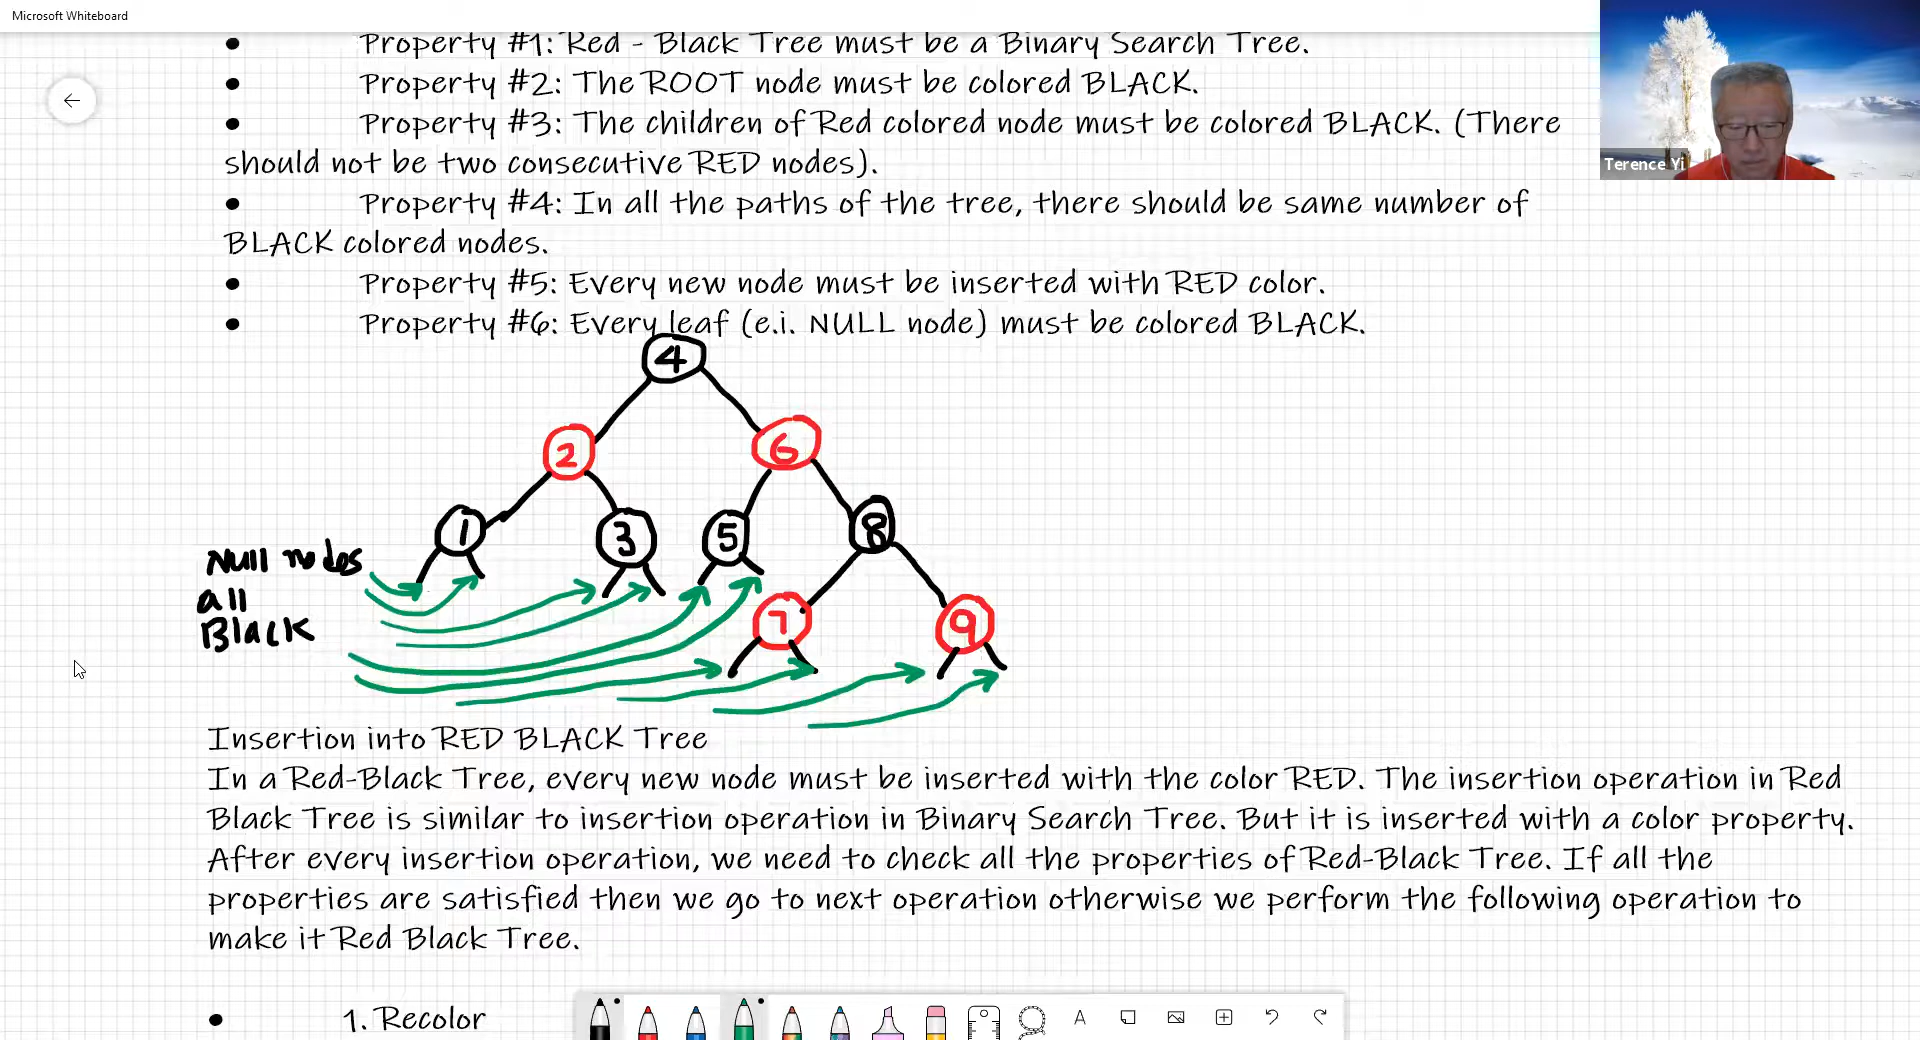 Microsoft Whiteboard
• Property #1: Red - Black Tree must be a Binary Search Tree.
• Property #2: The ROOT node must be colored BLACK.
• Property #3: The children of Red colored node must be colored BLACK. (There
should not be two consecutive RED nodes).
Terence Yi
• Property #4: In all the paths of the tree, there should be same number of
BLACK colored nodes.
• Property #5: Every new node must be inserted with RED color.
• Property #6: Every leaf (e.i. NULL node) must be colored BLACK.
4
2 6
1 3 5 8
Null nodes
all
Black
7 9
Insertion into RED BLACK Tree
In a Red-Black Tree, every new node must be inserted with the color RED. The insertion operation in Red
Black Tree is similar to insertion operation in Binary Search Tree. But it is inserted with a color property.
After every insertion operation, we need to check all the properties of Red-Black Tree. If all the
properties are satisfied then we go to next operation otherwise we perform the following operation to
make it Red Black Tree.
• 1. Recolor
A